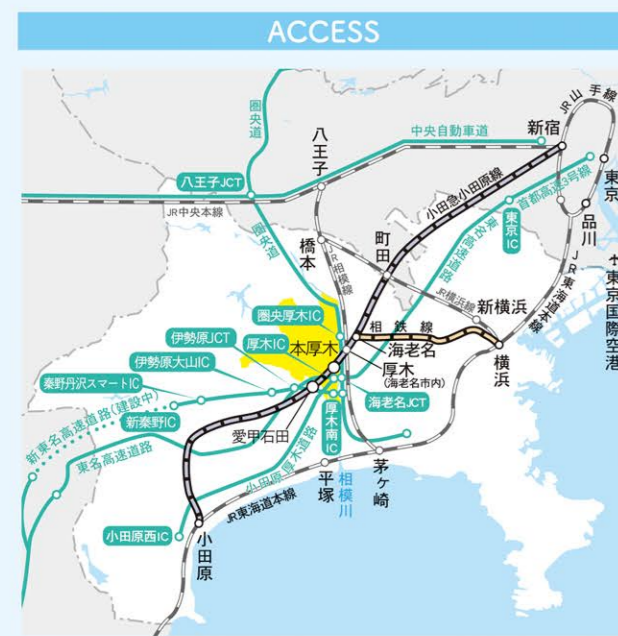 ACCESS
JR山手線
新宿
中央自動車道
圏央道
八王子
八王子JCT
小田急小田原線
首都高速3号線
東京
JR中央本線
東名高速道路
東京IC
品川
圏央道
橋本
JR相模線
町田
JR横浜線
新横浜
JR東海道本線
東京国際空港
圏央厚木IC
相鉄線
横浜
伊勢原JCT
厚木IC
本厚木
海老名
伊勢原大山IC
厚木
(海老名市内)
秦野丹沢スマートIC
海老名JCT
新東名高速道路(建設中)
新秦野IC
愛甲石田
厚木南IC
東名高速道路
小田原厚木道路
茅ヶ崎
平塚
相模川
JR東海道本線
小田原西IC
小田原